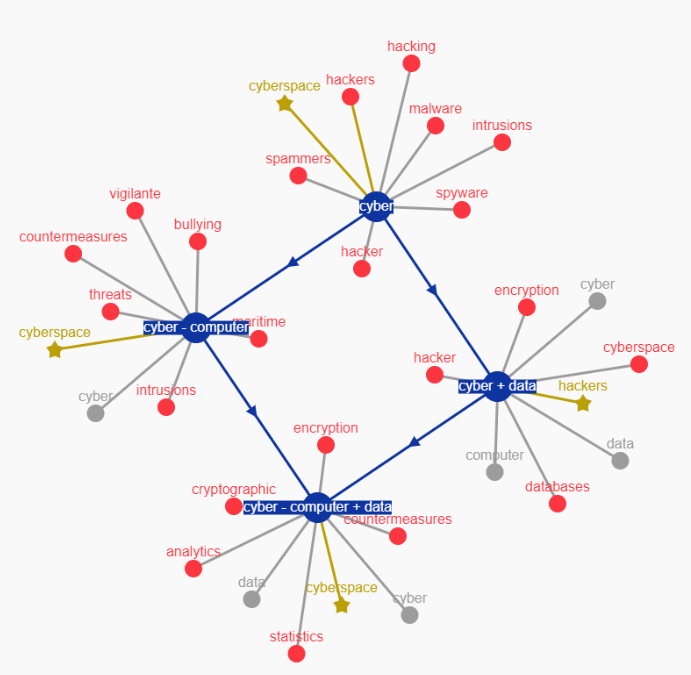 hacking
hackers
cyberspace
malware
intrusions
spammers
spyware
cyber
hacker
vigilante
bullying
countermeasures
threats
maritime
cyber - computer
cyberspace
cyber
intrusions
encryption
cyber
cyberspace
hacker
cyber + data
hackers
data
computer
databases
encryption
cryptographic
cyber - computer + data
countermeasures
analytics
data
cyberspace
cyber
statistics